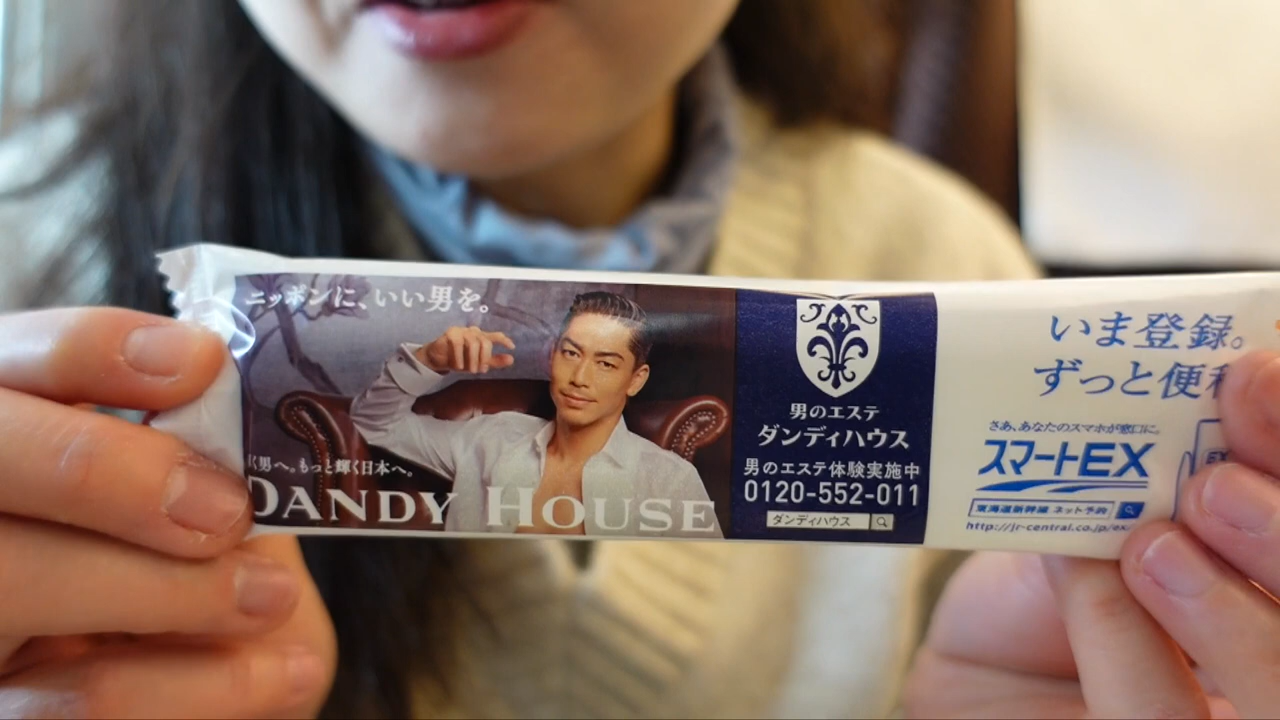 ニッポンに、いい男を。
く男へ。もっと輝く日本へ。
DANDY HOUSE
男のエステ
ダンディハウス
男のエステ体験実施中
0120-552-011
ダンディハウス
いま登録。
ずっと便利
さあ、あなたのスマホが窓口に。
スマートEX
東海道新幹線 ネット予約
http://jr-central.co.jp/ex/
EX